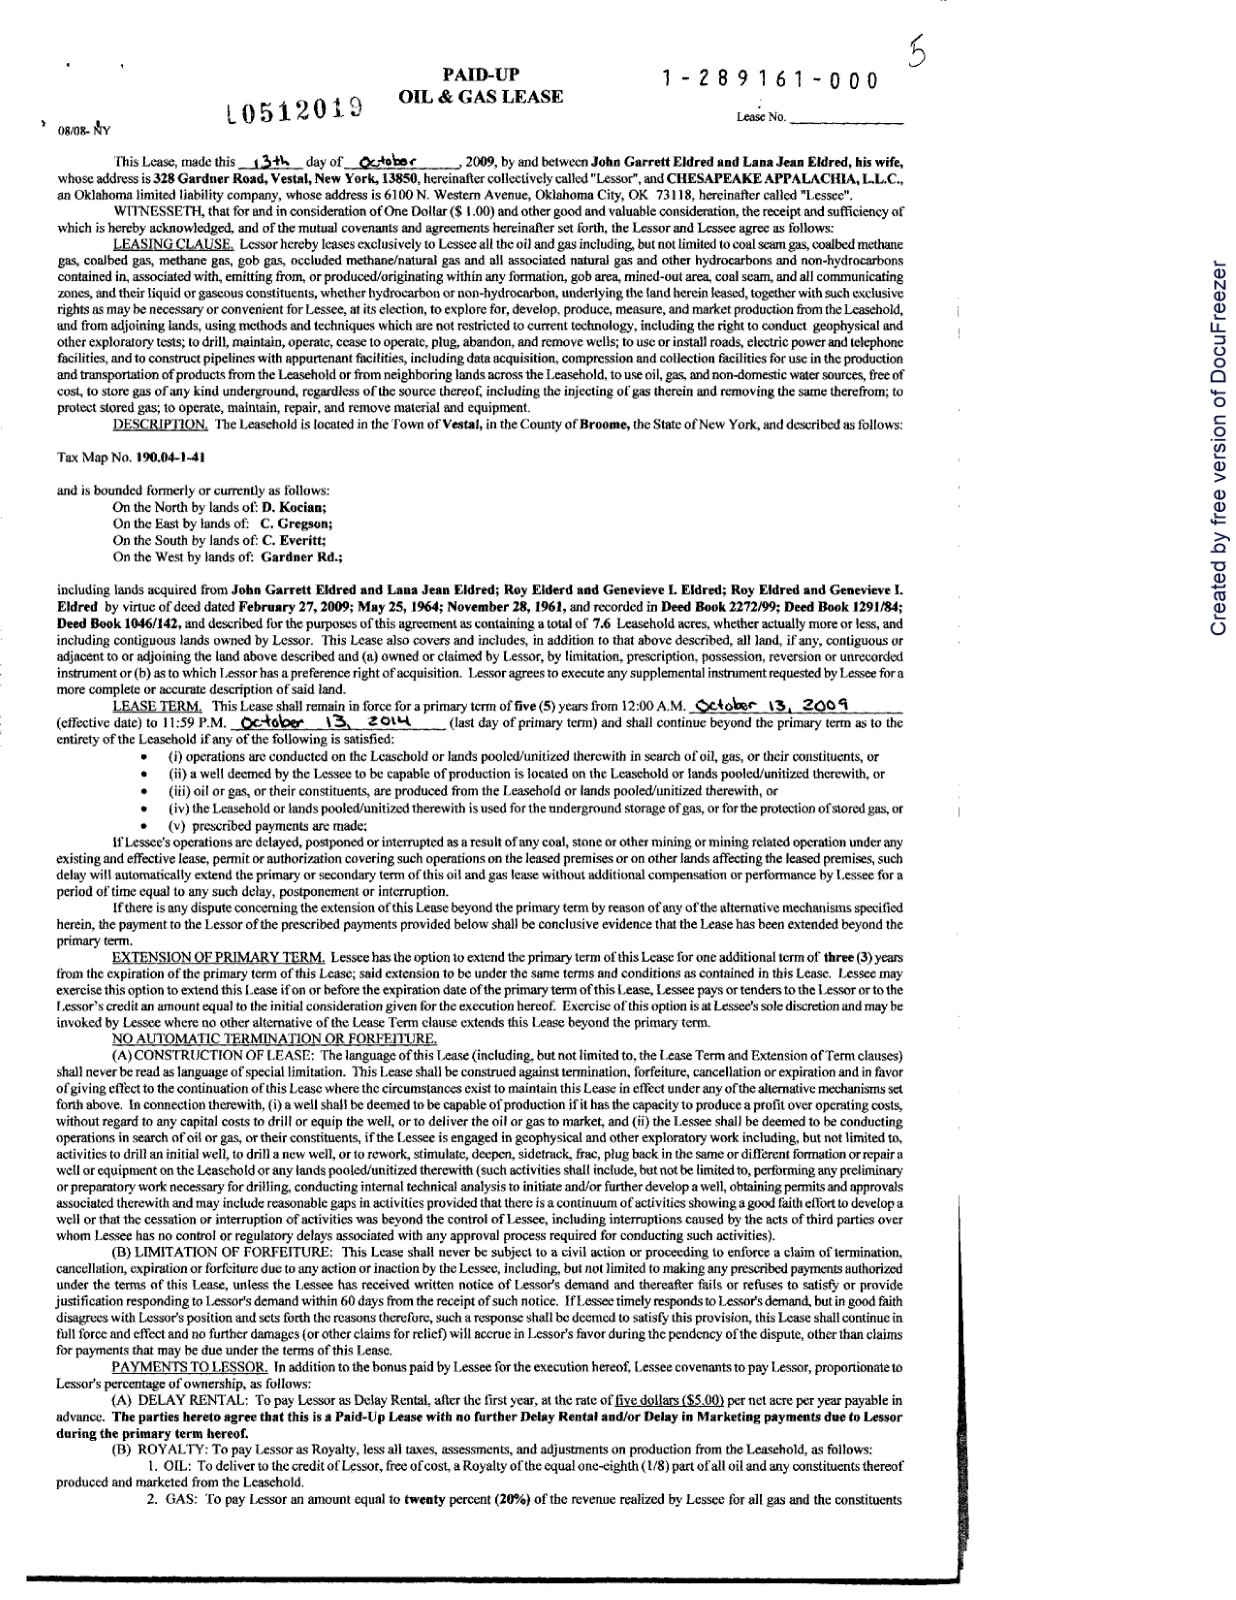 5
PAID-UP
OIL & GAS LEASE
1-289161-000
L0512019
Lease No.
08/08- NY
This Lease, made this 13th day of October, 2009, by and between John Garrett Eldred and Lana Jean Eldred, his wife,
whose address is 328 Gardner Road, Vestal, New York, 13850, hereinafter collectively called "Lessor", and CHESAPEAKE APPALACHIA, L.L.C.,
an Oklahoma limited liability company, whose address is 6100 N. Western Avenue, Oklahoma City, OK 73118, hereinafter called "Lessee".
WITNESSETH, that for and in consideration of One Dollar ($ 1.00) and other good and valuable consideration, the receipt and sufficiency of
which is hereby acknowledged, and of the mutual covenants and agreements hereinafter set forth, the Lessor and Lessee agree as follows:
LEASING CLAUSE. Lessor hereby leases exclusively to Lessee all the oil and gas including, but not limited to coal seam gas, coalbed methane
gas, coalbed gas, methane gas, gob gas, occluded methane/natural gas and all associated natural gas and other hydrocarbons and non-hydrocarbons
contained in, associated with, emitting from, or produced/originating within any formation, gob area, mined-out area, coal seam, and all communicating
zones, and their liquid or gaseous constituents, whether hydrocarbon or non-hydrocarbon, underlying the land herein leased, together with such exclusive
rights as may be necessary or convenient for Lessee, at its election, to explore for, develop, produce, measure, and market production from the Leasehold,
and from adjoining lands, using methods and techniques which are not restricted to current technology, including the right to conduct geophysical and
other exploratory tests; to drill, maintain, operate, cease to operate, plug, abandon, and remove wells; to use or install roads, electric power and telephone
facilities, and to construct pipelines with appurtenant facilities, including data acquisition, compression and collection facilities for use in the production
and transportation of products from the Leasehold or from neighboring lands across the Leasehold, to use oil, gas, and non-domestic water sources, free of
cost, to store gas of any kind underground, regardless of the source thereof, including the injecting of gas therein and removing the same therefrom; to
protect stored gas; to operate, maintain, repair, and remove material and equipment.
DESCRIPTION. The Leasehold is located in the Town of Vestal, in the County of Broome, the State of New York, and described as follows:
Tax Map No. 190.04-1-41
and is bounded formerly or currently as follows:
On the North by lands of: D. Kocian;
On the East by lands of: C. Gregson;
On the South by lands of: C. Everitt;
On the West by lands of: Gardner Rd.;
including lands acquired from John Garrett Eldred and Lana Jean Eldred; Roy Elderd and Genevieve I. Eldred; Roy Eldred and Genevieve I.
Eldred by virtue of deed dated February 27, 2009; May 25, 1964; November 28, 1961, and recorded in Deed Book 2272/99; Deed Book 1291/84;
Deed Book 1046/142, and described for the purposes of this agreement as containing a total of 7.6 Leasehold acres, whether actually more or less, and
including contiguous lands owned by Lessor. This Lease also covers and includes, in addition to that above described, all land, if any, contiguous or
adjacent to or adjoining the land above described and (a) owned or claimed by Lessor, by limitation, prescription, possession, reversion or unrecorded
instrument or (b) as to which Lessor has a preference right of acquisition. Lessor agrees to execute any supplemental instrument requested by Lessee for a
more complete or accurate description of said land.
LEASE TERM. This Lease shall remain in force for a primary term of five (5) years from 12:00 A.M. October 13, 2009
(effective date) to 11:59 P.M. October 13, 2014 (last day of primary term) and shall continue beyond the primary term as to the
entirety of the Leasehold if any of the following is satisfied:
• (i) operations are conducted on the Leasehold or lands pooled/unitized therewith in search of oil, gas, or their constituents, or
• (ii) a well deemed by the Lessee to be capable of production is located on the Leasehold or lands pooled/unitized therewith, or
• (iii) oil or gas, or their constituents, are produced from the Leasehold or lands pooled/unitized therewith, or
• (iv) the Leasehold or lands pooled/unitized therewith is used for the underground storage of gas, or for the protection of stored gas, or
• (v) prescribed payments are made;
If Lessee's operations are delayed, postponed or interrupted as a result of any coal, stone or other mining or mining related operation under any
existing and effective lease, permit or authorization covering such operations on the leased premises or on other lands affecting the leased premises, such
delay will automatically extend the primary or secondary term of this oil and gas lease without additional compensation or performance by Lessee for a
period of time equal to any such delay, postponement or interruption.
If there is any dispute concerning the extension of this Lease beyond the primary term by reason of any of the alternative mechanisms specified
herein, the payment to the Lessor of the prescribed payments provided below shall be conclusive evidence that the Lease has been extended beyond the
primary term.
EXTENSION OF PRIMARY TERM. Lessee has the option to extend the primary term of this Lease for one additional term of three (3) years
from the expiration of the primary term of this Lease; said extension to be under the same terms and conditions as contained in this Lease. Lessee may
exercise this option to extend this Lease if on or before the expiration date of the primary term of this Lease, Lessee pays or tenders to the Lessor or to the
Lessor's credit an amount equal to the initial consideration given for the execution hereof. Exercise of this option is at Lessee's sole discretion and may be
invoked by Lessee where no other alternative of the Lease Term clause extends this Lease beyond the primary term.
NO AUTOMATIC TERMINATION OR FORFEITURE.
(A) CONSTRUCTION OF LEASE: The language of this Lease (including, but not limited to, the Lease Term and Extension of Term clauses)
shall never be read as language of special limitation. This Lease shall be construed against termination, forfeiture, cancellation or expiration and in favor
of giving effect to the continuation of this Lease where the circumstances exist to maintain this Lease in effect under any of the alternative mechanisms set
forth above. In connection therewith, (i) a well shall be deemed to be capable of production if it has the capacity to produce a profit over operating costs,
without regard to any capital costs to drill or equip the well, or to deliver the oil or gas to market, and (ii) the Lessee shall be deemed to be conducting
operations in search of oil or gas, or their constituents, if the Lessee is engaged in geophysical and other exploratory work including, but not limited to,
activities to drill an initial well, to drill a new well, or to rework, stimulate, deepen, sidetrack, frac, plug back in the same or different formation or repair a
well or equipment on the Leasehold or any lands pooled/unitized therewith (such activities shall include, but not be limited to, performing any preliminary
or preparatory work necessary for drilling, conducting internal technical analysis to initiate and/or further develop a well, obtaining permits and approvals
associated therewith and may include reasonable gaps in activities provided that there is a continuum of activities showing a good faith effort to develop a
well or that the cessation or interruption of activities was beyond the control of Lessee, including interruptions caused by the acts of third parties over
whom Lessee has no control or regulatory delays associated with any approval process required for conducting such activities).
(B) LIMITATION OF FORFEITURE: This Lease shall never be subject to a civil action or proceeding to enforce a claim of termination,
cancellation, expiration or forfeiture due to any action or inaction by the Lessee, including, but not limited to making any prescribed payments authorized
under the terms of this Lease, unless the Lessee has received written notice of Lessor's demand and thereafter fails or refuses to satisfy or provide
justification responding to Lessor's demand within 60 days from the receipt of such notice. If Lessee timely responds to Lessor's demand, but in good faith
disagrees with Lessor's position and sets forth the reasons therefore, such a response shall be deemed to satisfy this provision, this Lease shall continue in
full force and effect and no further damages (or other claims for relief) will accrue in Lessor's favor during the pendency of the dispute, other than claims
for payments that may be due under the terms of this Lease.
PAYMENTS TO LESSOR. In addition to the bonus paid by Lessee for the execution hereof, Lessee covenants to pay Lessor, proportionate to
Lessor's percentage of ownership, as follows:
(A) DELAY RENTAL: To pay Lessor as Delay Rental, after the first year, at the rate of five dollars ($5.00) per net acre per year payable in
advance. The parties hereto agree that this is a Paid-Up Lease with no further Delay Rental and/or Delay in Marketing payments due to Lessor
during the primary term hereof.
(B) ROYALTY: To pay Lessor as Royalty, less all taxes, assessments, and adjustments on production from the Leasehold, as follows:
1. OIL: To deliver to the credit of Lessor, free of cost, a Royalty of the equal one-eighth (1/8) part of all oil and any constituents thereof
produced and marketed from the Leasehold.
2. GAS: To pay Lessor an amount equal to twenty percent (20%) of the revenue realized by Lessee for all gas and the constituents
Created by free version of DocuFreezer